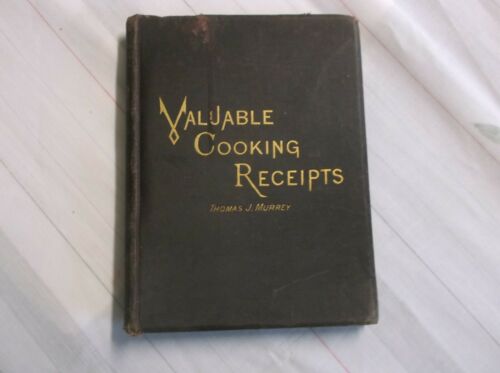 VALUABLE
COOKING
RECEIPTS
THOMAS J. MURREY